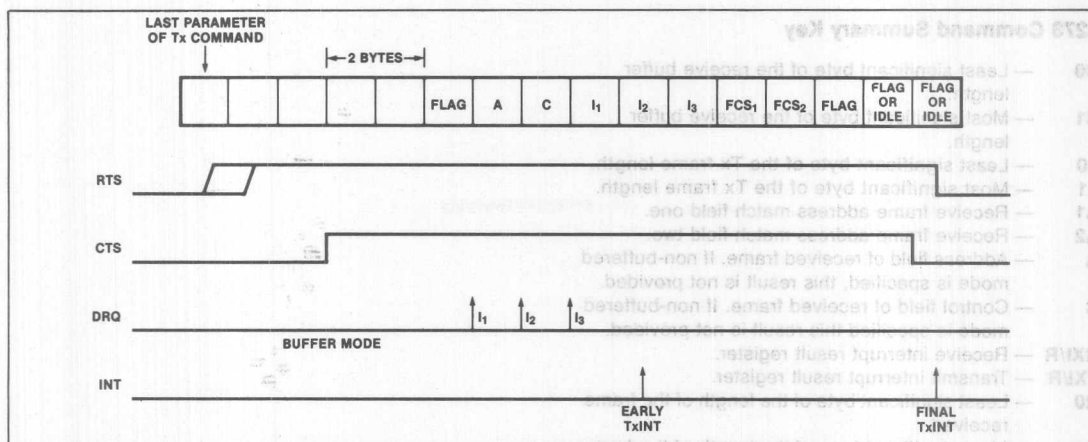 LAST PARAMETER
OF Tx COMMAND
2 BYTES
FLAG A C I₁ I₂ I₃ FCS₁ FCS₂ FLAG FLAG OR IDLE FLAG OR IDLE
RTS
CTS
DRQ I₁ I₂ I₃
BUFFER MODE
INT
EARLY
TxINT
FINAL
TxINT
273 Command Summary Key
— Least significant byte of the receive buffer
length
— Most significant byte of the receive buffer
length.
— Least significant byte of the Tx frame length.
— Most significant byte of the Tx frame length.
— Receive frame address match field one.
— Receive frame address match field two.
— Address field of received frame. If non-buffered
mode is specified, this result is not provided.
— Control field of received frame. If non-buffered
mode is specified this result is not provided.
— Receive interrupt result register.
— Transmit interrupt result register.
— Least significant byte of the length of the frame